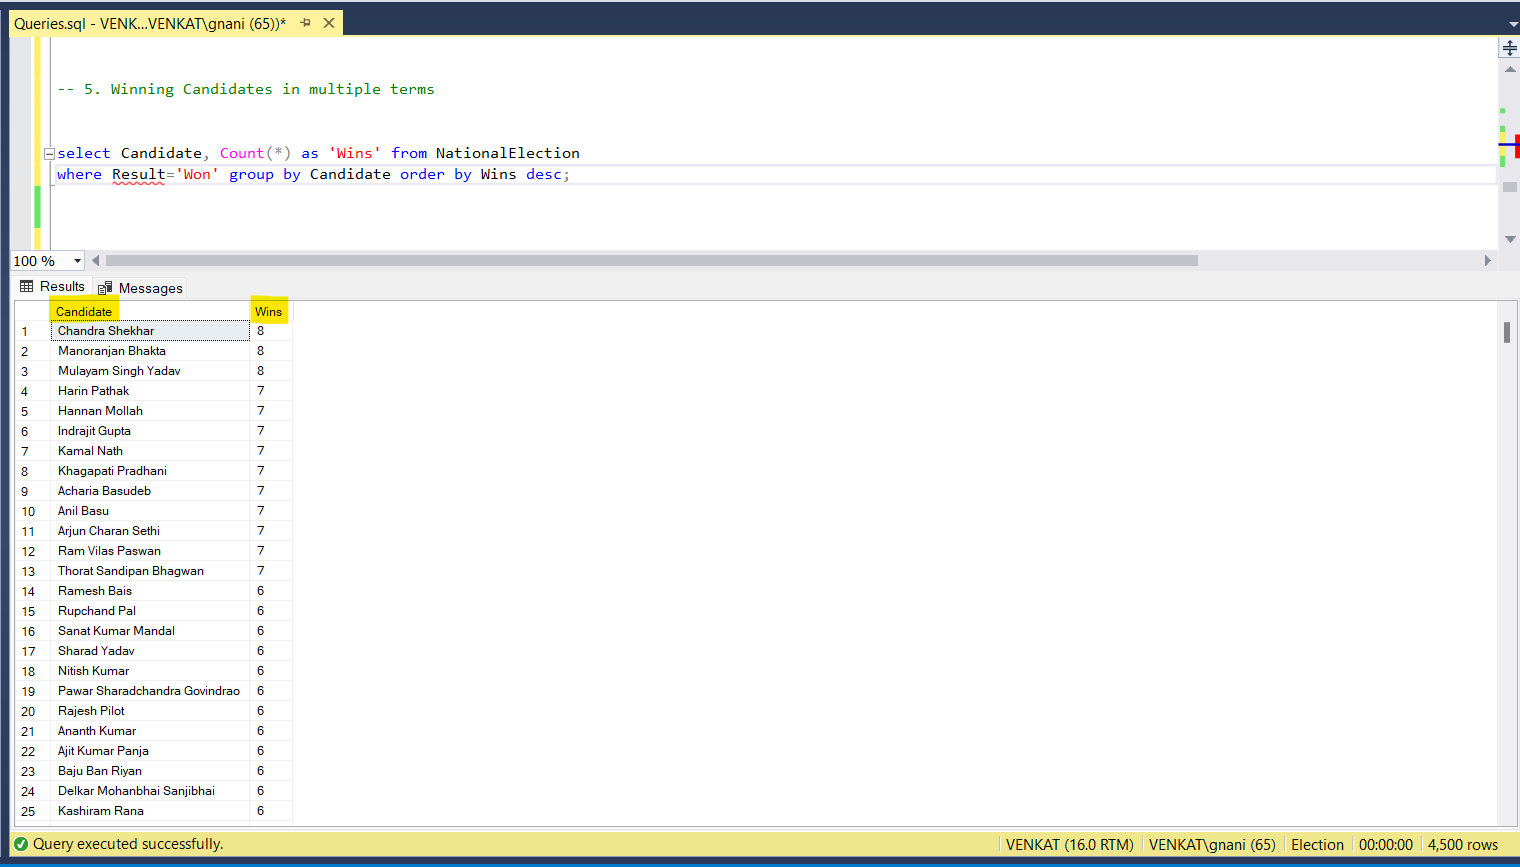 Queries.sql - VENK...VENKAT\gnani (65))*
-- 5. Winning Candidates in multiple terms
select Candidate, Count(*) as 'Wins' from NationalElection
where Result='Won' group by Candidate order by Wins desc;
100 %
Results Messages
Candidate Wins
1 Chandra Shekhar 8
2 Manoranjan Bhakta 8
3 Mulayam Singh Yadav 8
4 Harin Pathak 7
5 Hannan Mollah 7
6 Indrajit Gupta 7
7 Kamal Nath 7
8 Khagapati Pradhani 7
9 Acharia Basudeb 7
10 Anil Basu 7
11 Arjun Charan Sethi 7
12 Ram Vilas Paswan 7
13 Thorat Sandipan Bhagwan 7
14 Ramesh Bais 6
15 Rupchand Pal 6
16 Sanat Kumar Mandal 6
17 Sharad Yadav 6
18 Nitish Kumar 6
19 Pawar Sharadchandra Govindrao 6
20 Rajesh Pilot 6
21 Ananth Kumar 6
22 Ajit Kumar Panja 6
23 Baju Ban Riyan 6
24 Delkar Mohanbhai Sanjibhai 6
25 Kashiram Rana 6
Query executed successfully. VENKAT (16.0 RTM) VENKAT\gnani (65) Election 00:00:00 4,500 rows